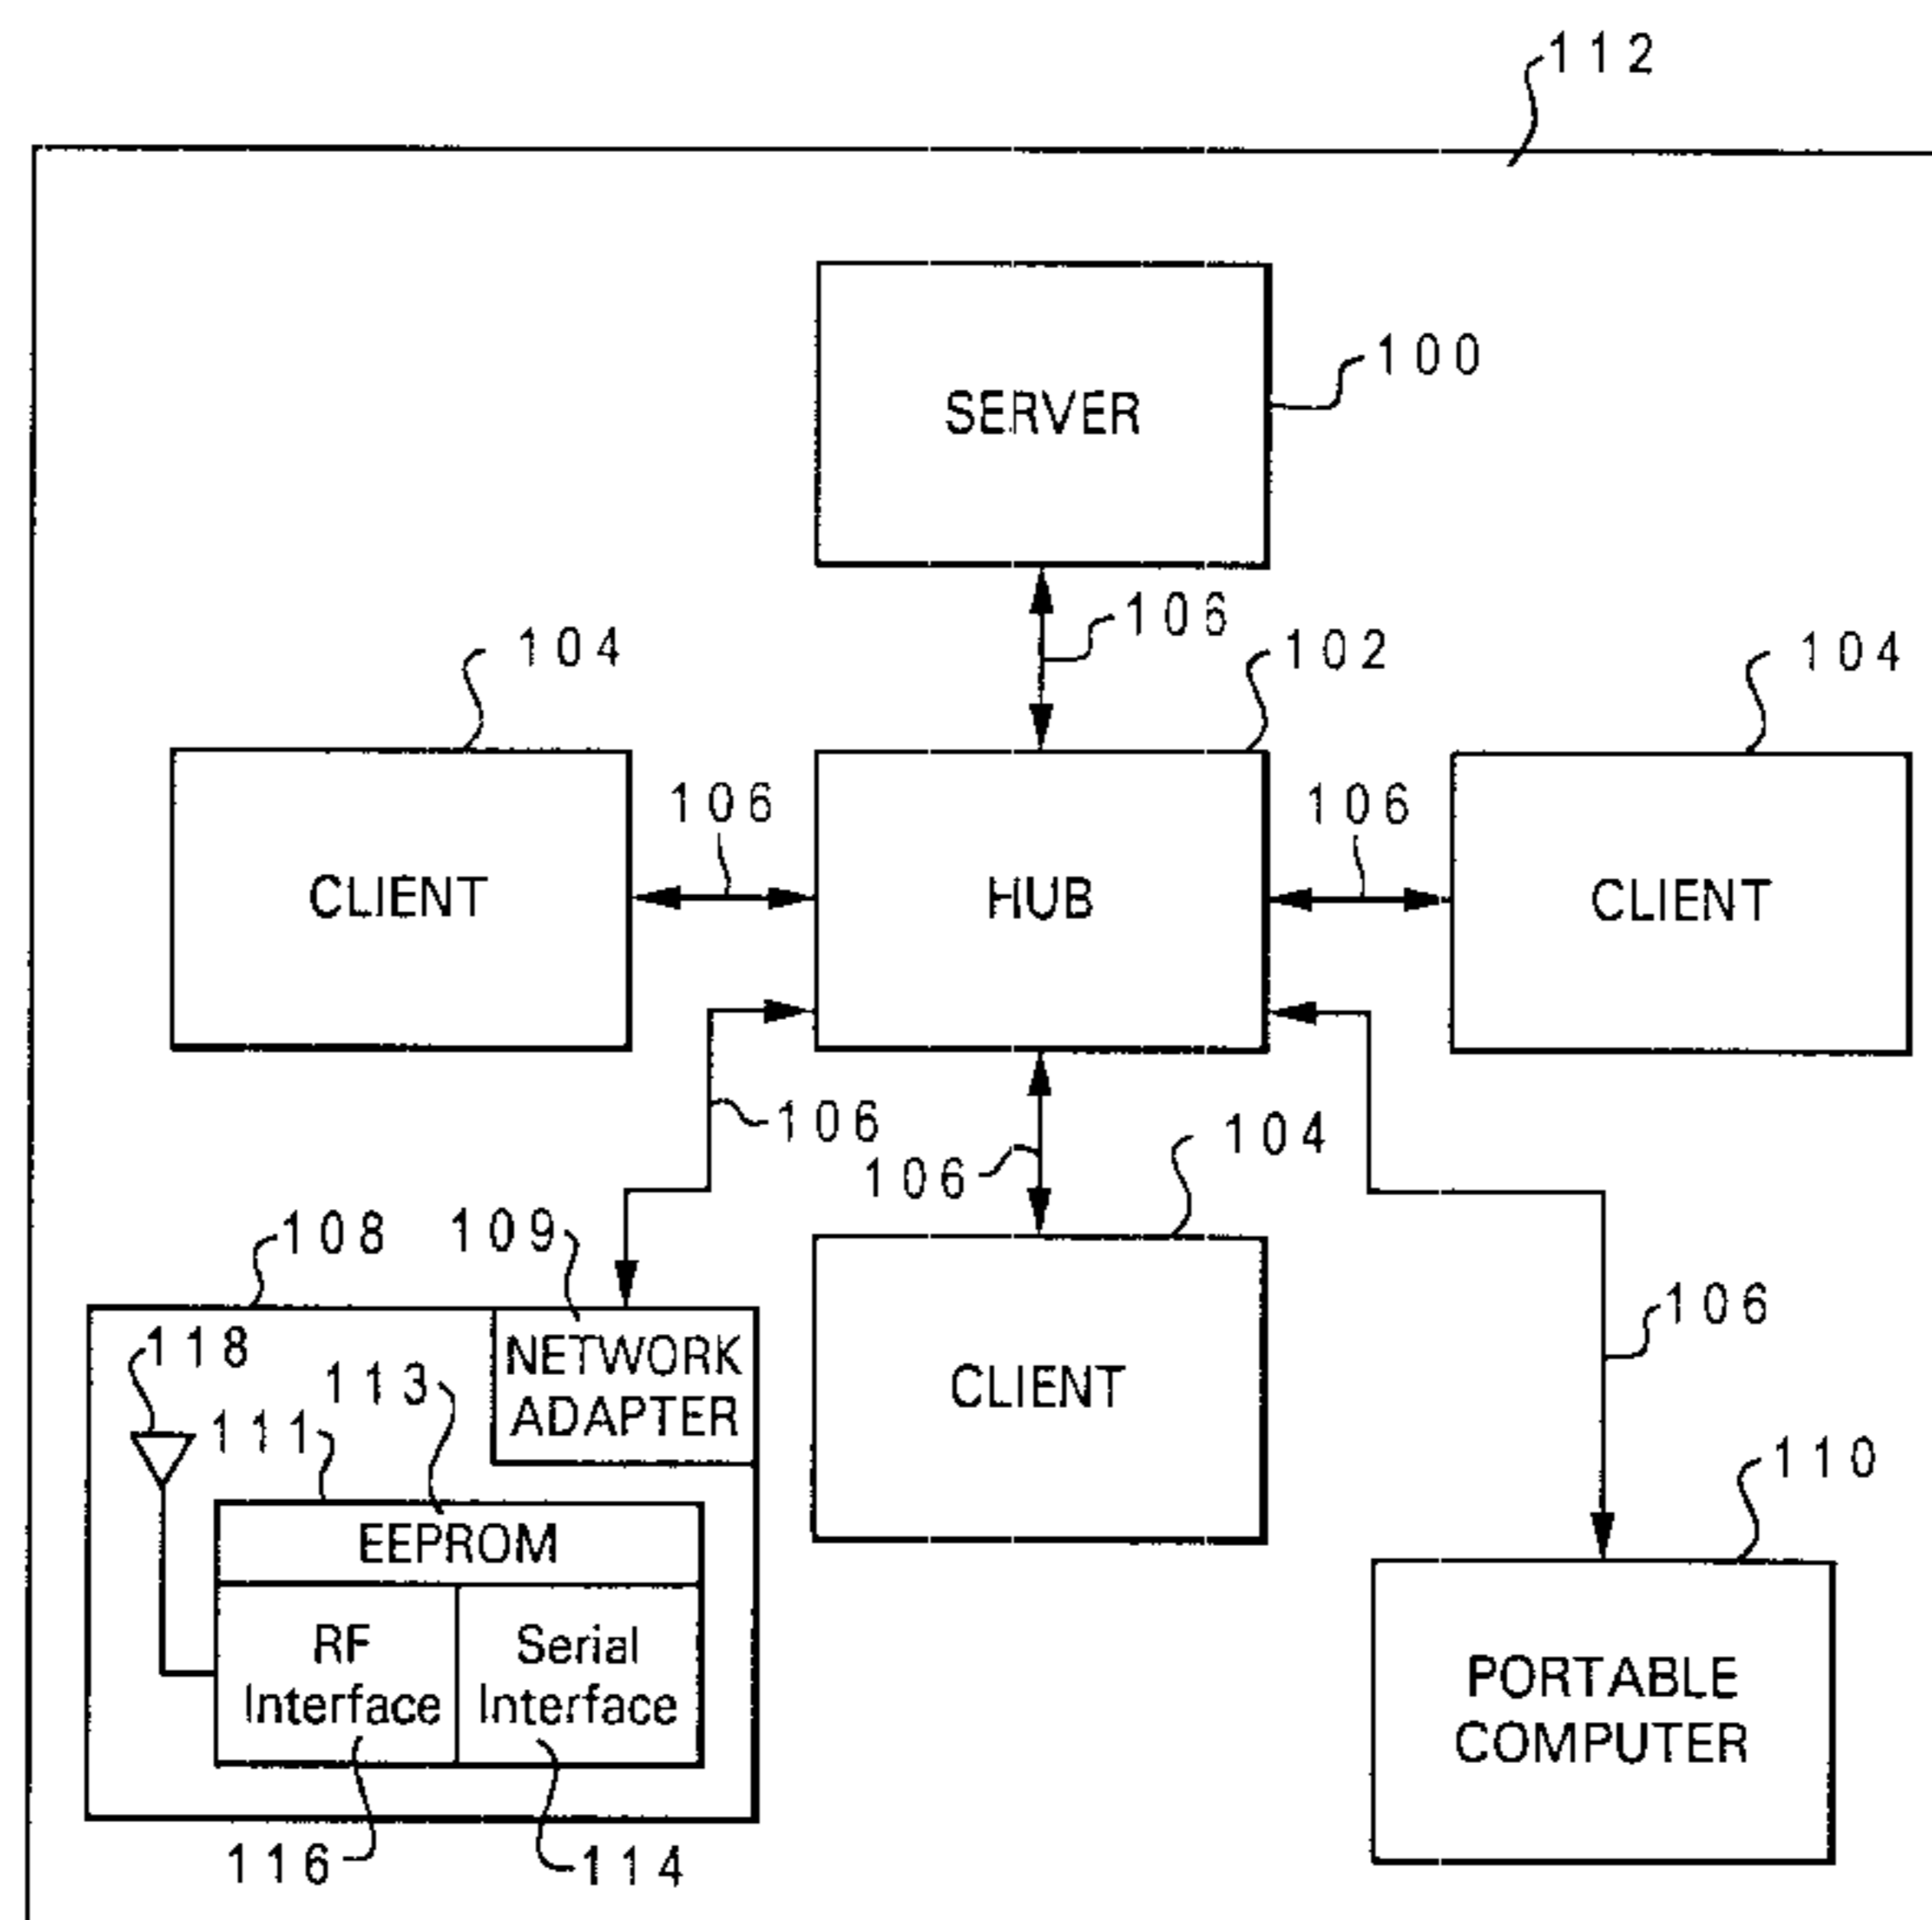 112
SERVER
100
106
104
102
104
CLIENT
106
HUB
106
CLIENT
106
106
104
108
109
118
113
111
NETWORK
ADAPTER
CLIENT
106
110
EEPROM
RF
Interface
Serial
Interface
PORTABLE
COMPUTER
116
114